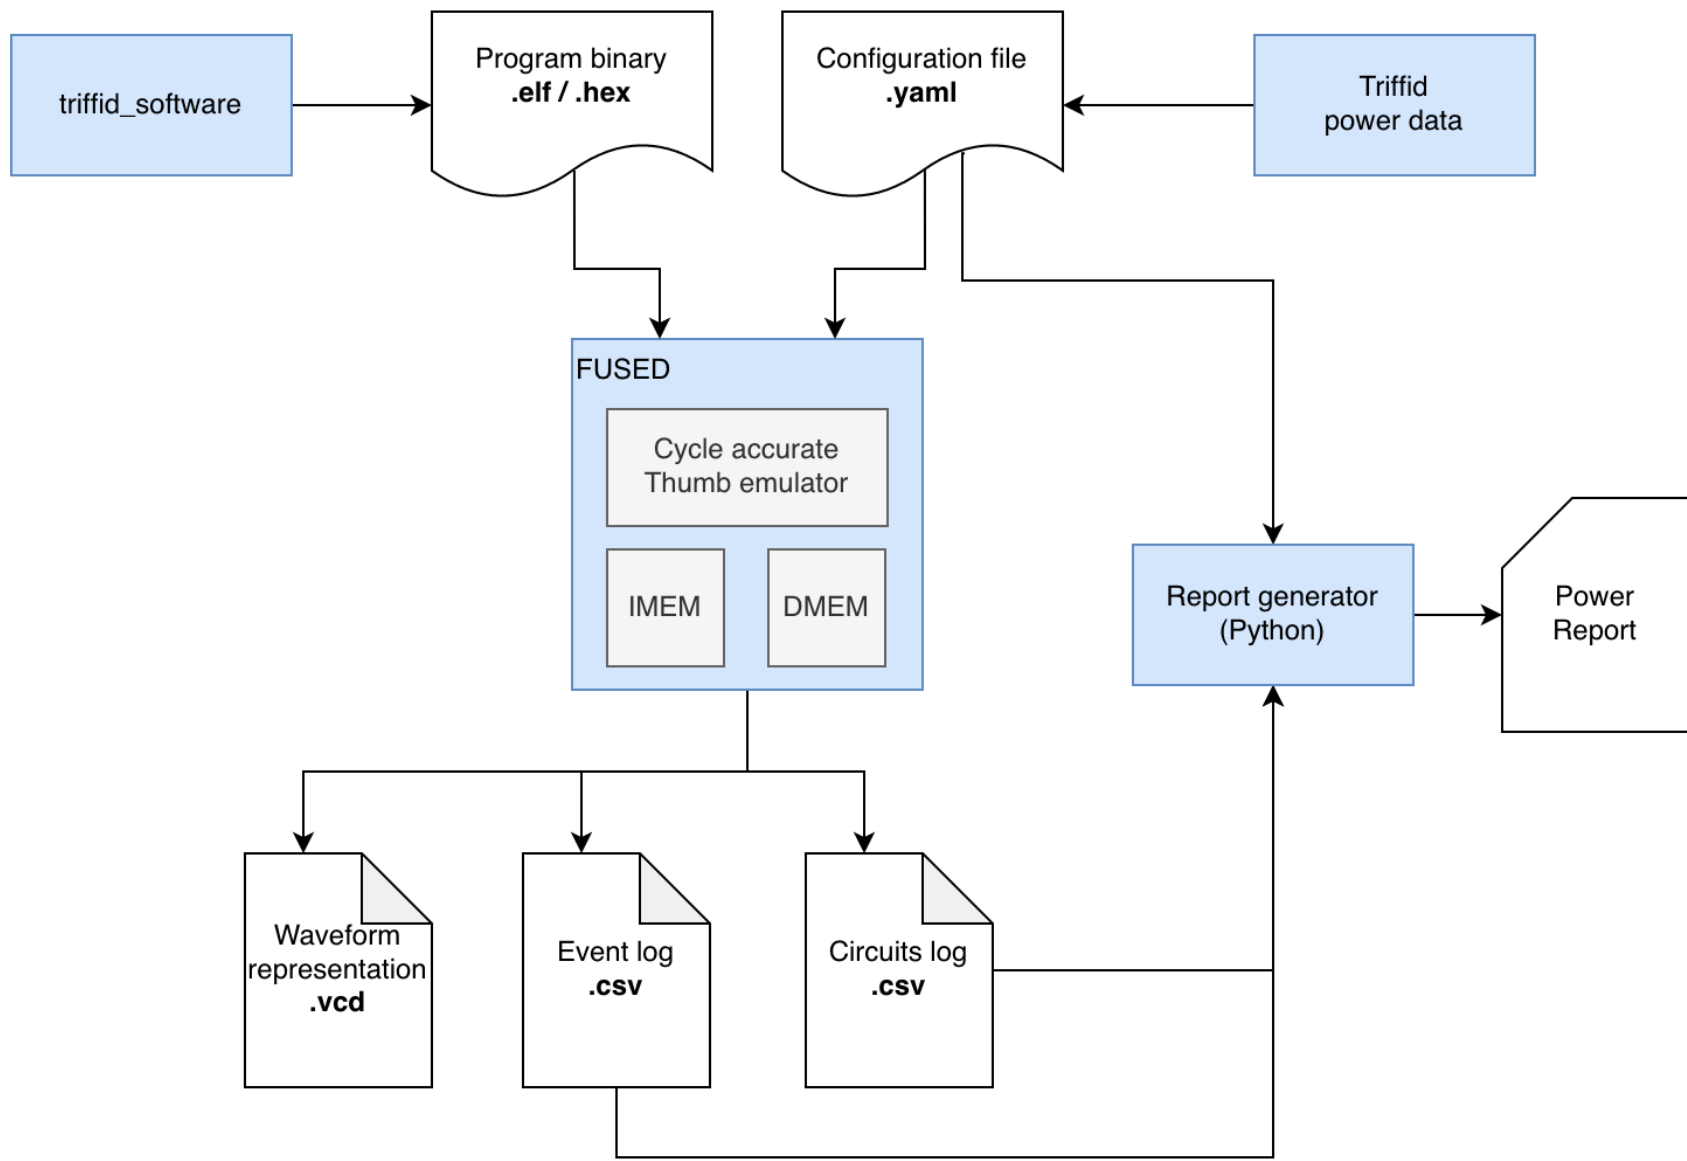 triffid_software
Program binary
.elf / .hex
Configuration file
.yaml
Triffid
power data
FUSED
Cycle accurate
Thumb emulator
IMEM
DMEM
Report generator
(Python)
Power
Report
Waveform
representation
.vcd
Event log
.csv
Circuits log
.csv